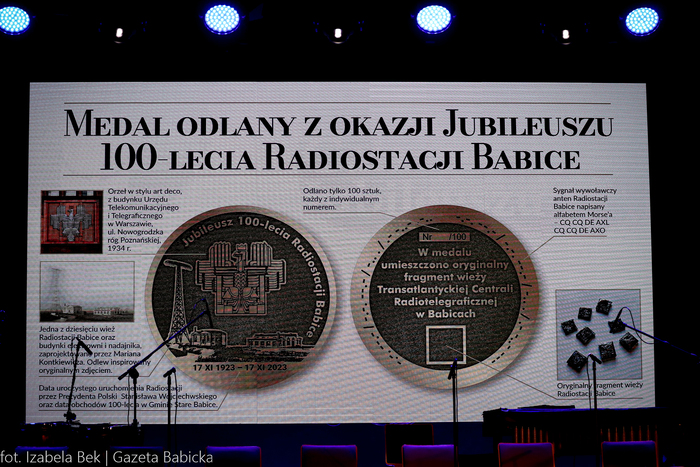 Medal odlany z okazji Jubileuszu
100-lecia Radiostacji Babice
Orzeł w stylu art deco,
z budynku Urzędu
Telekomunikacyjnego
i Telegraficznego
w Warszawie,
ul. Nowogrodzka
róg Poznańskiej,
1934 r.
Odlano tylko 100 sztuk,
każdy z indywidualnym
numerem.
Sygnał wywoławczy
anten Radiostacji
Babice napisany
alfabetem Morse'a
– CQ CQ DE AXL
CQ CQ DE AXO
Jubileusz 100-lecia Radiostacji Babice
17 XI 1923 – 17 XI 2023
Nr /100
W medalu
umieszczono oryginalny
fragment wieży
Transatlantyckiej Centrali
Radiotelegraficznej
w Babicach
Jedna z dziesięciu wież
Radiostacji Babice oraz
budynki elektrowni i nadajnika,
zaprojektowane przez Mariana
Kontkiewicza. Odlew inspirowany
oryginalnym zdjęciem.
Data uroczystego uruchomienia Radiostacji
przez Prezydenta Polski Stanisława Wojciechwskiego
oraz data obchodów 100-lecia w Gminie Stare Babice.
Oryginalny fragment wieży
Radiostacji Babice
fot. Izabela Bek | Gazeta Babicka